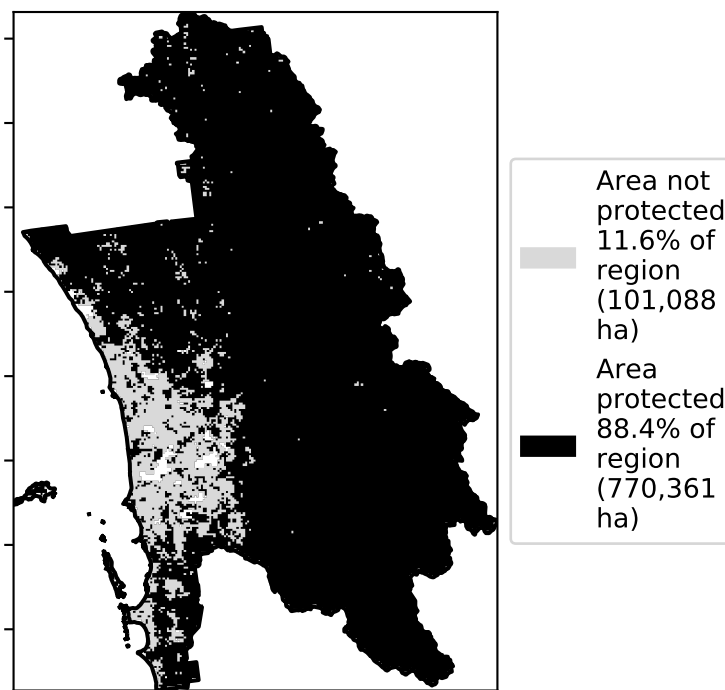 Area not
protected
11.6% of
region
(101,088
ha)
Area
protected
88.4% of
region
(770,361
ha)